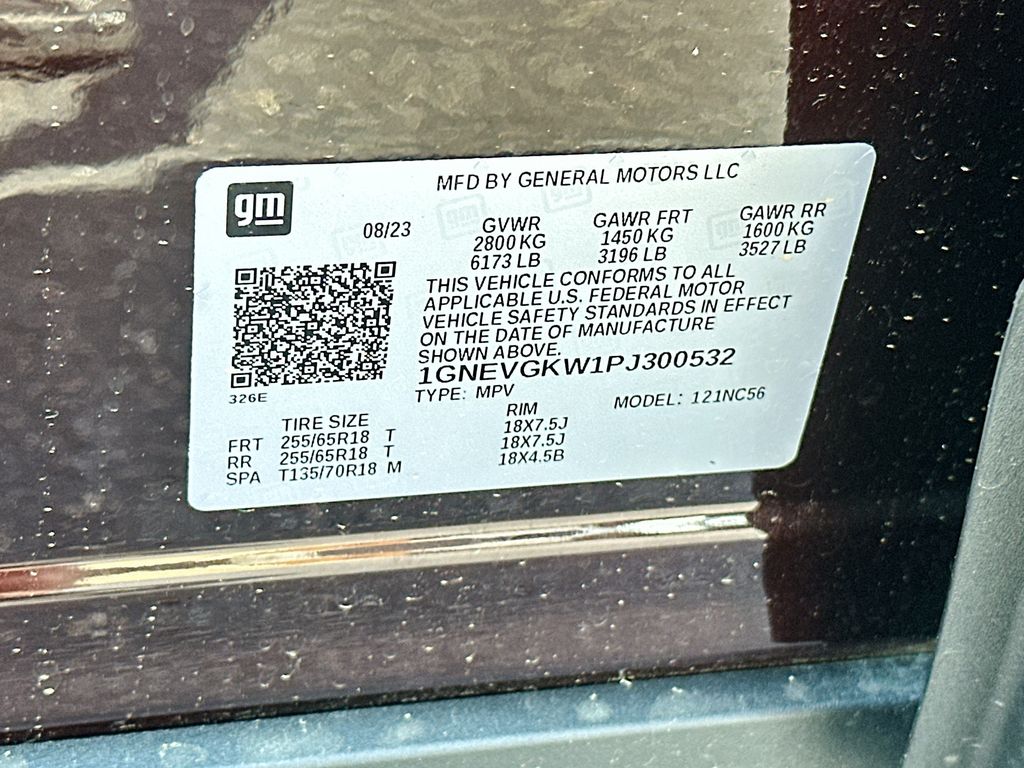 gm
MFD BY GENERAL MOTORS LLC
08/23
GVWR GAWR FRT GAWR RR
2800 KG 1450 KG 1600 KG
6173 LB 3196 LB 3527 LB
THIS VEHICLE CONFORMS TO ALL
APPLICABLE U.S. FEDERAL MOTOR
VEHICLE SAFETY STANDARDS IN EFFECT
ON THE DATE OF MANUFACTURE
SHOWN ABOVE.
1GNEVGKW1PJ300532
326E
TYPE: MPV MODEL: 121NC56
TIRE SIZE RIM
FRT 255/65R18 T 18X7.5J
RR 255/65R18 T 18X7.5J
SPA T135/70R18 M 18X4.5B